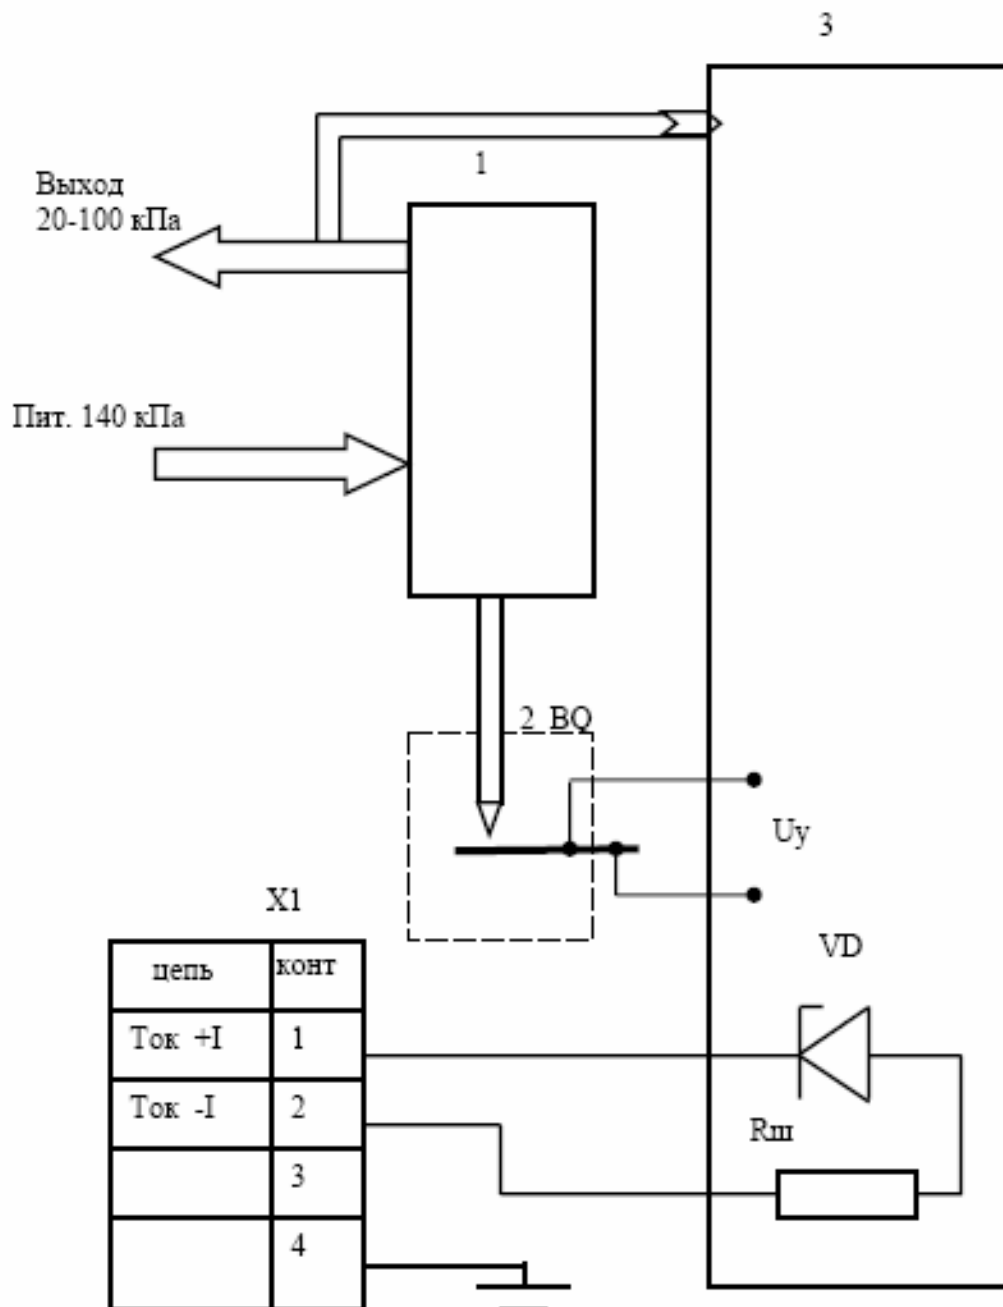 3
1
Выход
20-100 кПа
Пит. 140 кПа
2 BQ
Uу
X1
VD
цепь конт
Ток +I 1
Ток -I 2
Rш
3
4